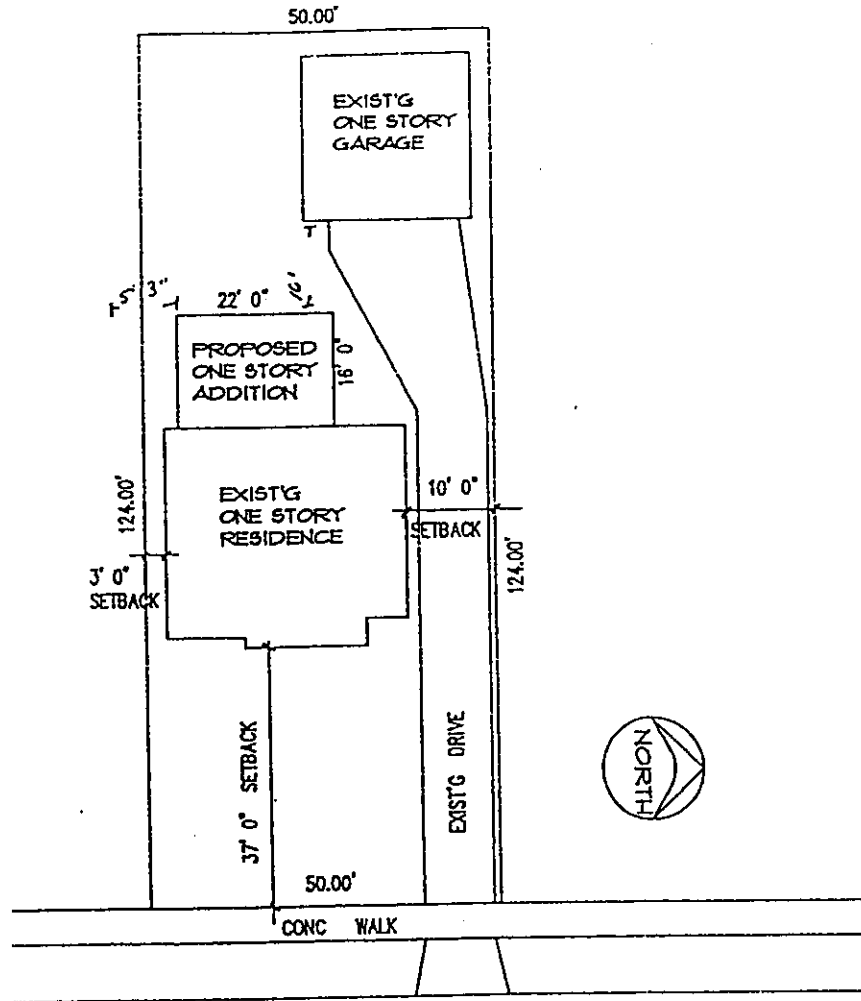 50.00'
EXIST'G
ONE STORY
GARAGE
5' 3"
22' 0"
16'
PROPOSED
ONE STORY
ADDITION
16' 0"
124.00'
EXIST'G
ONE STORY
RESIDENCE
10' 0"
SETBACK
3' 0"
SETBACK
124.00'
37' 0" SETBACK
EXIST'G DRIVE
NORTH
50.00'
CONC WALK